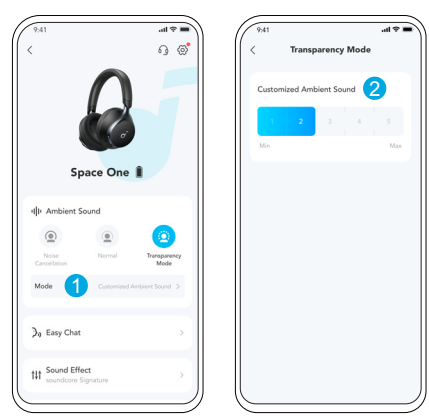 9:41
Space One
Ambient Sound
Noise
Cancellation
Normal
Transparency
Mode
Mode
1
Customized Ambient Sound >
Easy Chat >
Sound Effect
soundcore Signature >
9:41
< Transparency Mode
Customized Ambient Sound
2
1 2 3 4 5
Min Max